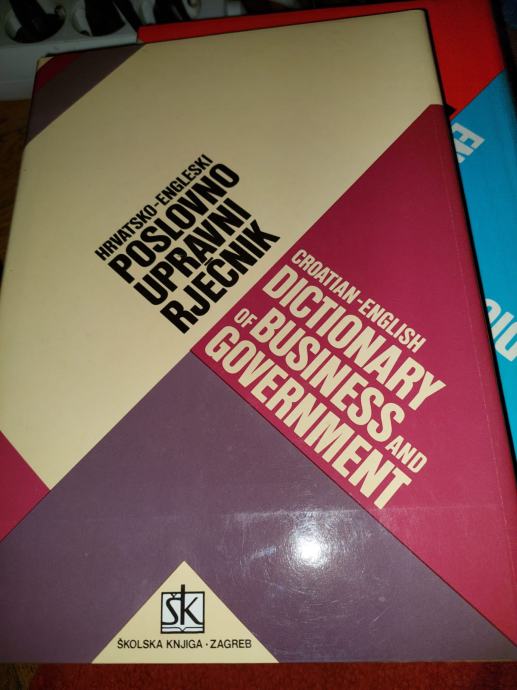 HRVATSKO-ENGLESKI
POSLOVNO
UPRAVNI
RJEČNIK
CROATIAN-ENGLISH
DICTIONARY
OF BUSINESS AND
GOVERNMENT
ŠK
ŠKOLSKA KNJIGA · ZAGREB